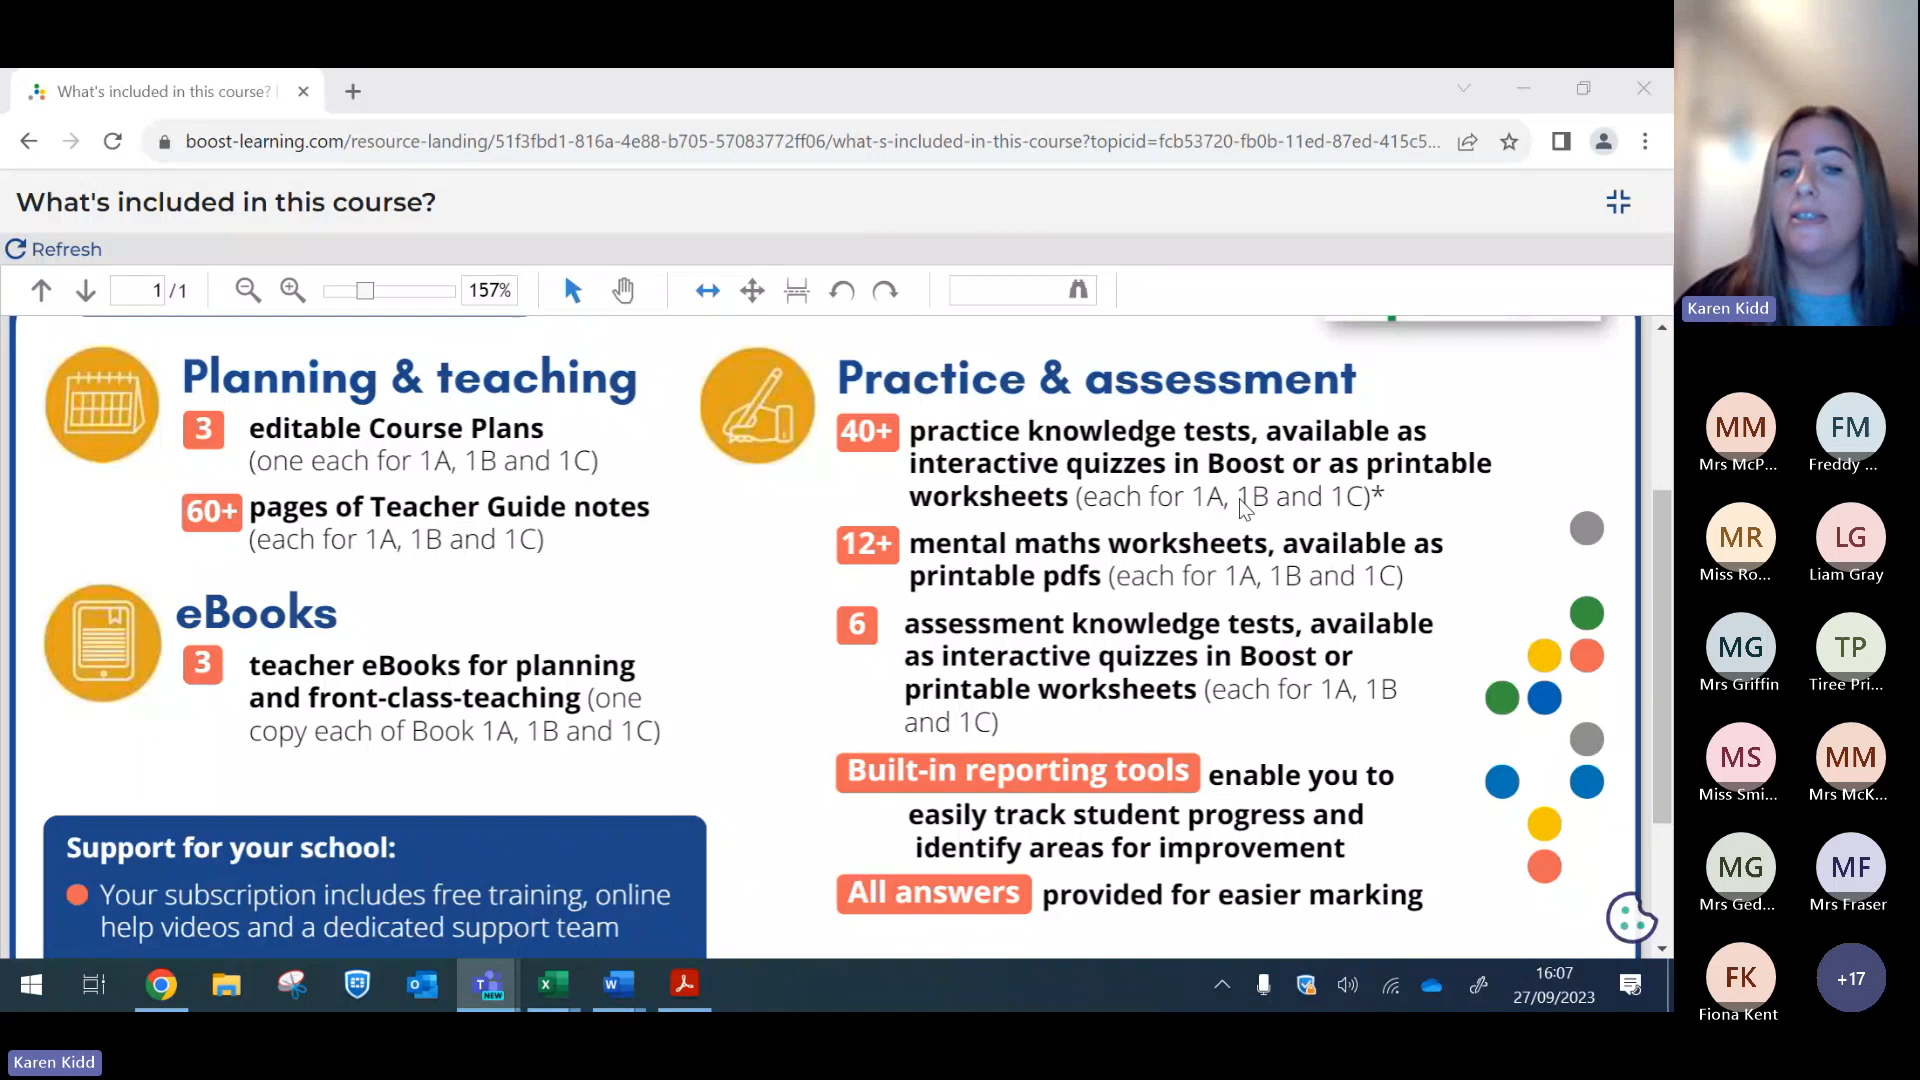 What's included in this course?
boost-learning.com/resource-landing/51f3fbd1-816a-4e88-b705-57083772ff06/what-s-included-in-this-course?topicid=fcb53720-fb0b-11ed-87ed-415c5...
What's included in this course?
Refresh
1 / 1
157%
Planning & teaching
3 editable Course Plans
(one each for 1A, 1B and 1C)
60+ pages of Teacher Guide notes
(each for 1A, 1B and 1C)
eBooks
3 teacher eBooks for planning
and front-class-teaching (one
copy each of Book 1A, 1B and 1C)
Support for your school:
Your subscription includes free training, online
help videos and a dedicated support team
Practice & assessment
40+ practice knowledge tests, available as
interactive quizzes in Boost or as printable
worksheets (each for 1A, 1B and 1C)*
12+ mental maths worksheets, available as
printable pdfs (each for 1A, 1B and 1C)
6 assessment knowledge tests, available
as interactive quizzes in Boost or
printable worksheets (each for 1A, 1B
and 1C)
Built-in reporting tools enable you to
easily track student progress and
identify areas for improvement
All answers provided for easier marking
16:07
27/09/2023
NEW
Karen Kidd
Karen Kidd
MM FM
Mrs McP... Freddy ...
MR LG
Miss Ro... Liam Gray
MG TP
Mrs Griffin Tiree Pri...
MS MM
Miss Smi... Mrs McK...
MG MF
Mrs Ged... Mrs Fraser
FK +17
Fiona Kent